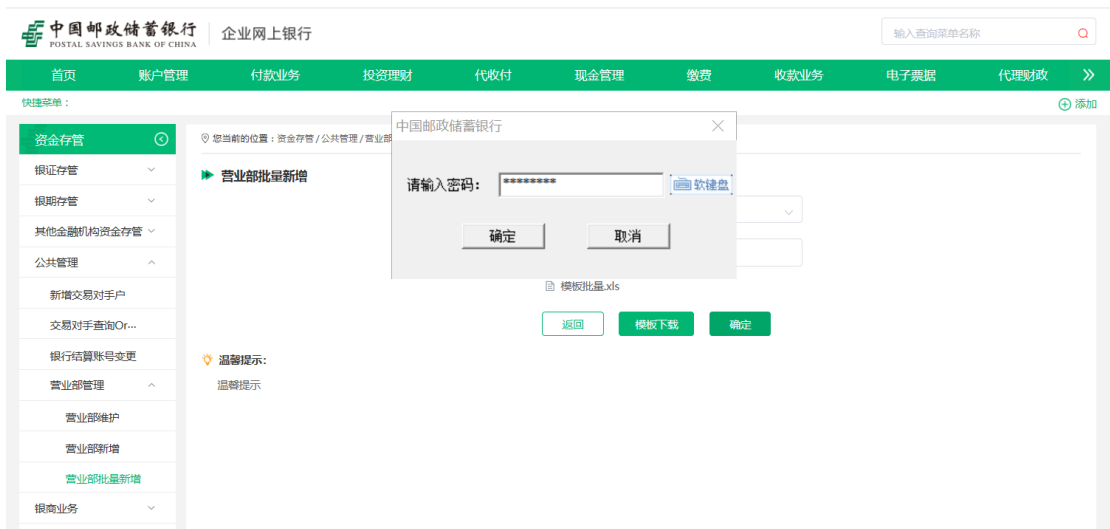 中国邮政储蓄银行
POSTAL SAVINGS BANK OF CHINA
企业网上银行
输入查询菜单名称
首页 账户管理 付款业务 投资理财 代收付 现金管理 缴费 收款业务 电子票据 代理财政
快捷菜单：
添加
资金存管
银证存管
银期存管
其他金融机构资金存管
公共管理
新增交易对手户
交易对手查询Or...
银行结算账号变更
营业部管理
营业部维护
营业部新增
营业部批量新增
银商业务
您当前的位置：资金存管/公共管理/营业部
营业部批量新增
中国邮政储蓄银行
请输入密码：
********
软键盘
确定 取消
模板批量.xls
返回 模板下载 确定
温馨提示：
温馨提示